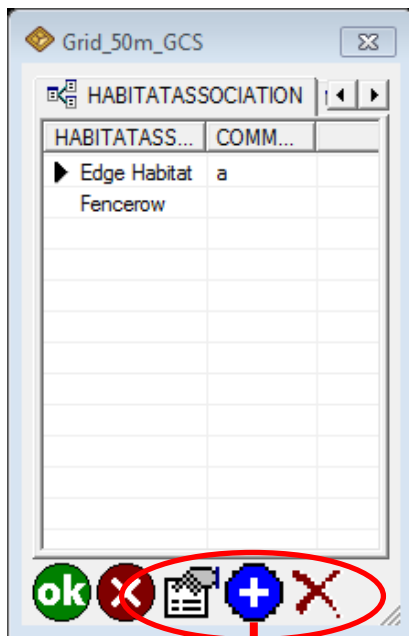 Grid_50m_GCS
HABITATASSOCIATION
HABITATASS... COMM...
Edge Habitat a
Fencerow
ok